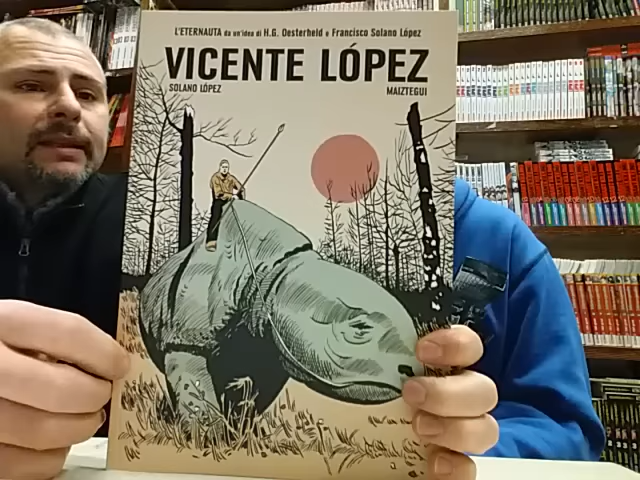 L'ETERNAUTA da un'idea di H.G. Oesterheld e Francisco Solano López
VICENTE LÓPEZ
SOLANO LÓPEZ
MAIZTEGUI